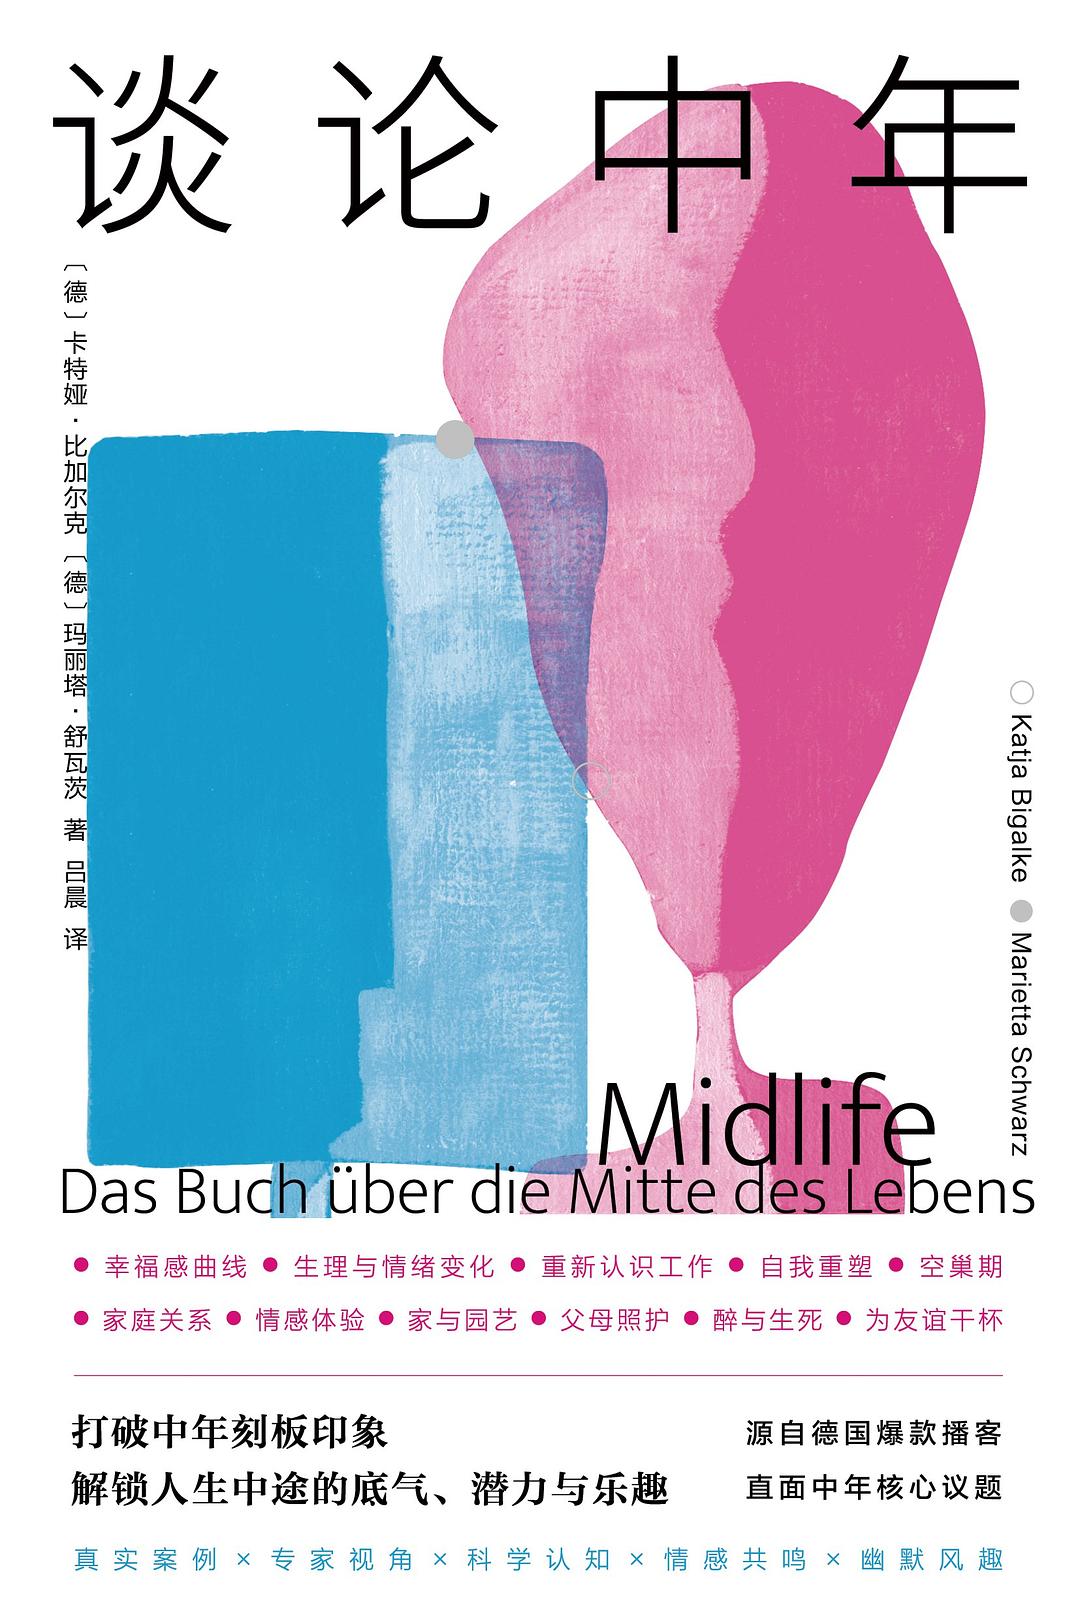 谈论中年
〔德〕卡特娅·比加尔克 〔德〕玛丽塔·舒瓦茨 著 吕晨 译
○ Katja Bigalke ● Marietta Schwarz
Midlife
Das Buch über die Mitte des Lebens
● 幸福感曲线 ● 生理与情绪变化 ● 重新认识工作 ● 自我重塑 ● 空巢期
● 家庭关系 ● 情感体验 ● 家与园艺 ● 父母照护 ● 醉与生死 ● 为友谊干杯
打破中年刻板印象
解锁人生中途的底气、潜力与乐趣
源自德国爆款播客
直面中年核心议题
真实案例 × 专家视角 × 科学认知 × 情感共鸣 × 幽默风趣